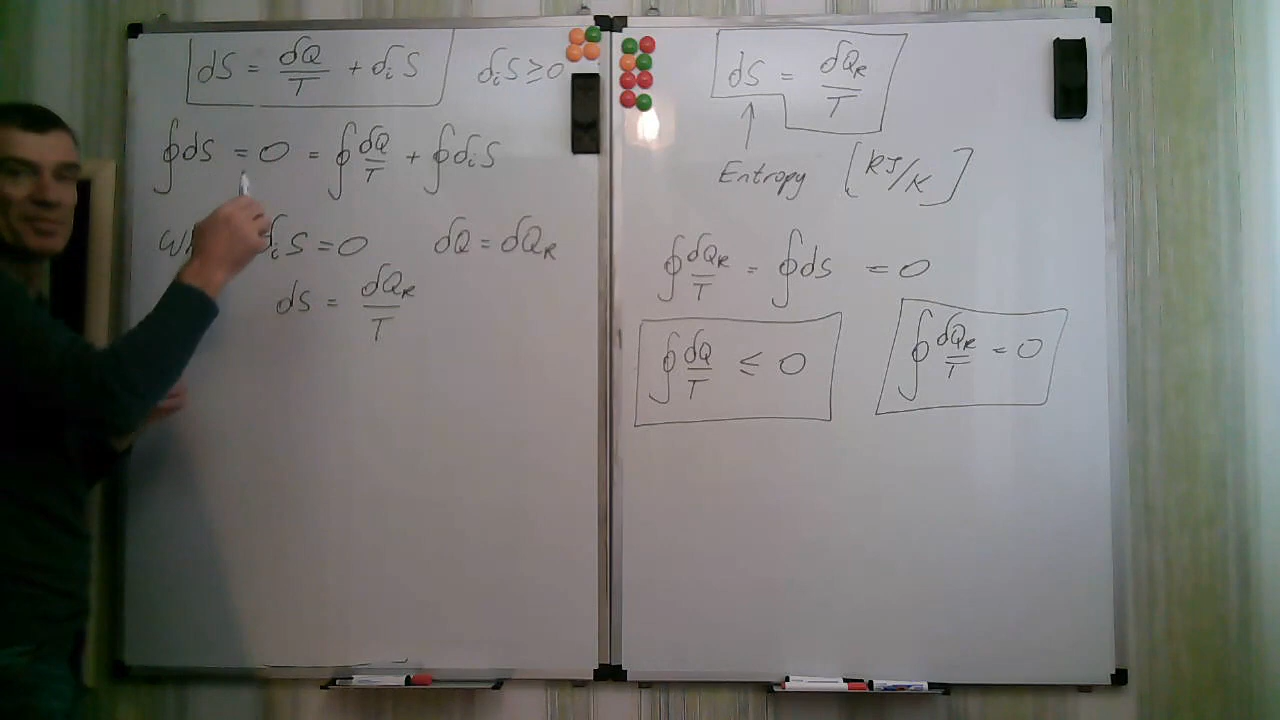 dS = δQ/T + δᵢS    δᵢS ≥ 0
∮dS = 0 = ∮δQ/T + ∮δᵢS
δᵢS = 0    δQ = δQ_R
dS = δQ_R/T
dS = δQ_R/T
Entropy [kJ/K]
∮δQ_R/T = ∮dS = 0
∮δQ/T ≤ 0    ∮δQ_R/T = 0